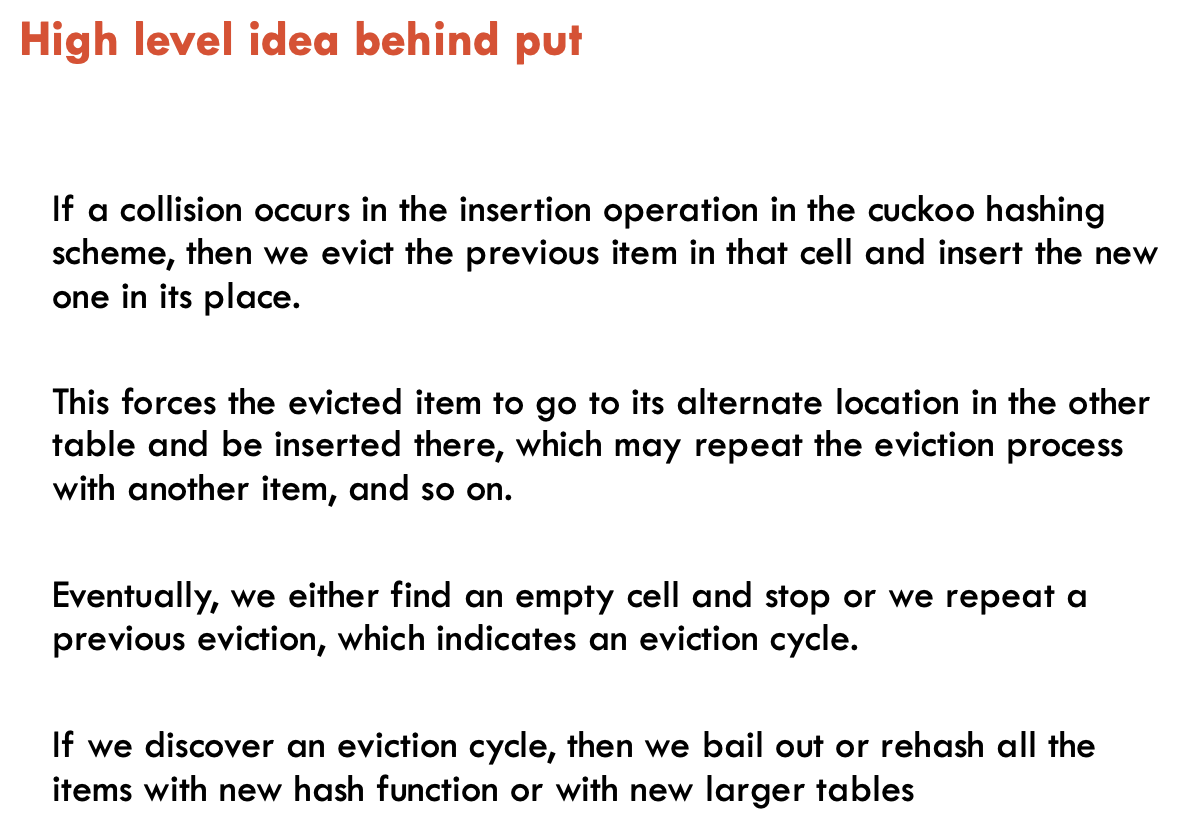 High level idea behind put
If a collision occurs in the insertion operation in the cuckoo hashing
scheme, then we evict the previous item in that cell and insert the new
one in its place.
This forces the evicted item to go to its alternate location in the other
table and be inserted there, which may repeat the eviction process
with another item, and so on.
Eventually, we either find an empty cell and stop or we repeat a
previous eviction, which indicates an eviction cycle.
If we discover an eviction cycle, then we bail out or rehash all the
items with new hash function or with new larger tables